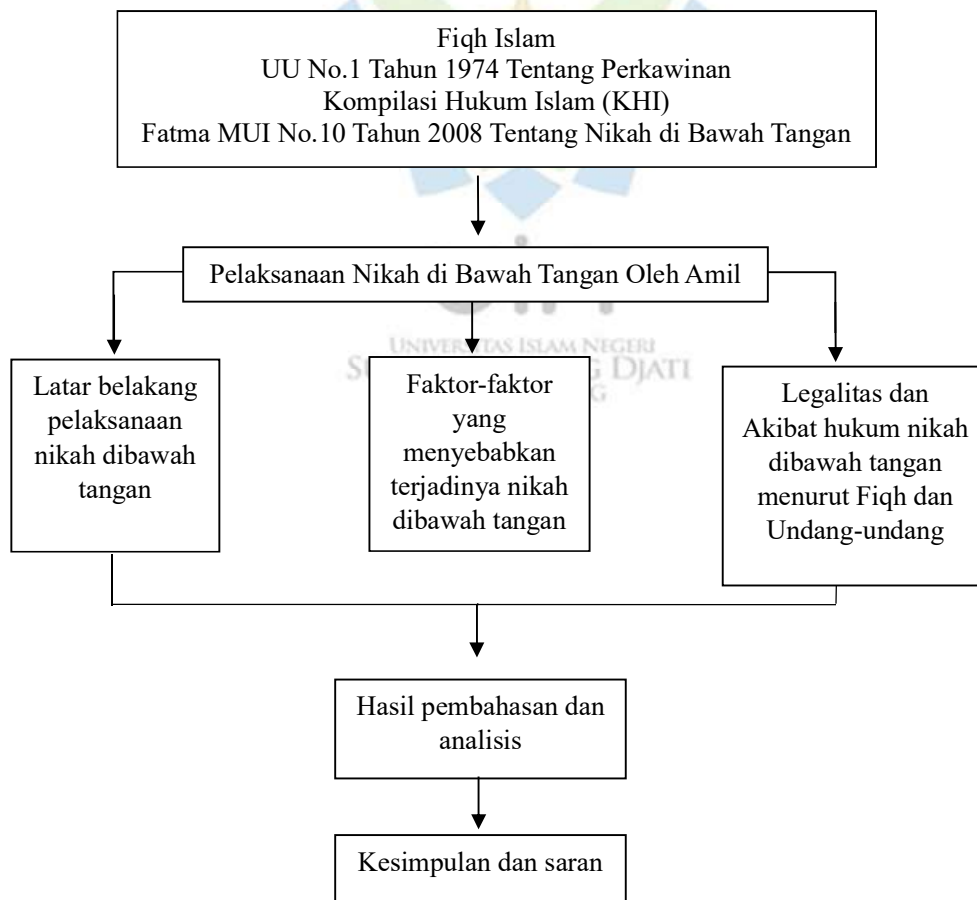 Fiqh Islam
UU No.1 Tahun 1974 Tentang Perkawinan
Kompilasi Hukum Islam (KHI)
Fatma MUI No.10 Tahun 2008 Tentang Nikah di Bawah Tangan
Pelaksanaan Nikah di Bawah Tangan Oleh Amil
UNIVERSITAS ISLAM NEGERI
DJATI
Latar belakang
pelaksanaan
nikah dibawah
tangan
Faktor-faktor
yang
menyebabkan
terjadinya nikah
dibawah tangan
Legalitas dan
Akibat hukum nikah
dibawah tangan
menurut Fiqh dan
Undang-undang
Hasil pembahasan dan
analisis
Kesimpulan dan saran